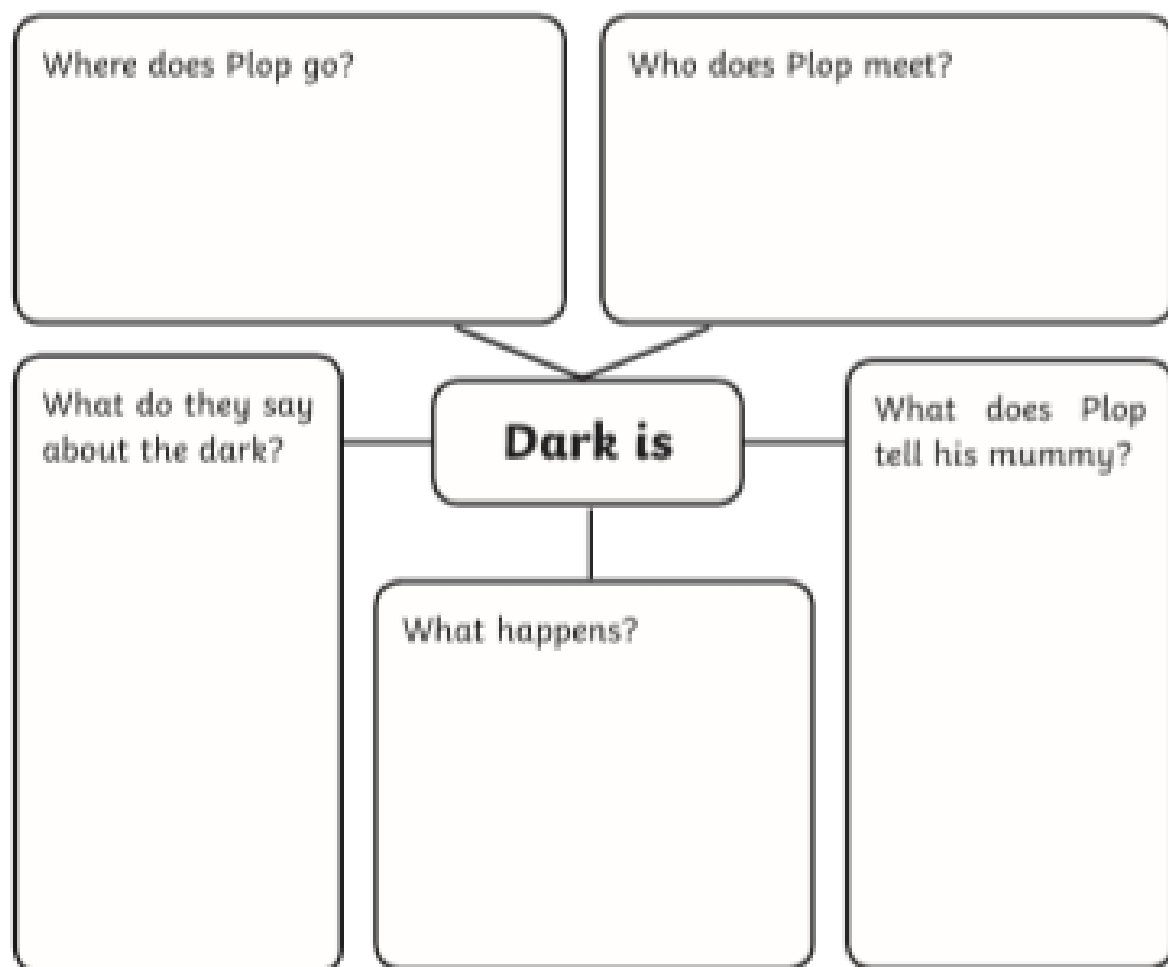 Where does Plop go?
Who does Plop meet?
What do they say
about the dark?
Dark is
What does Plop
tell his mummy?
What happens?